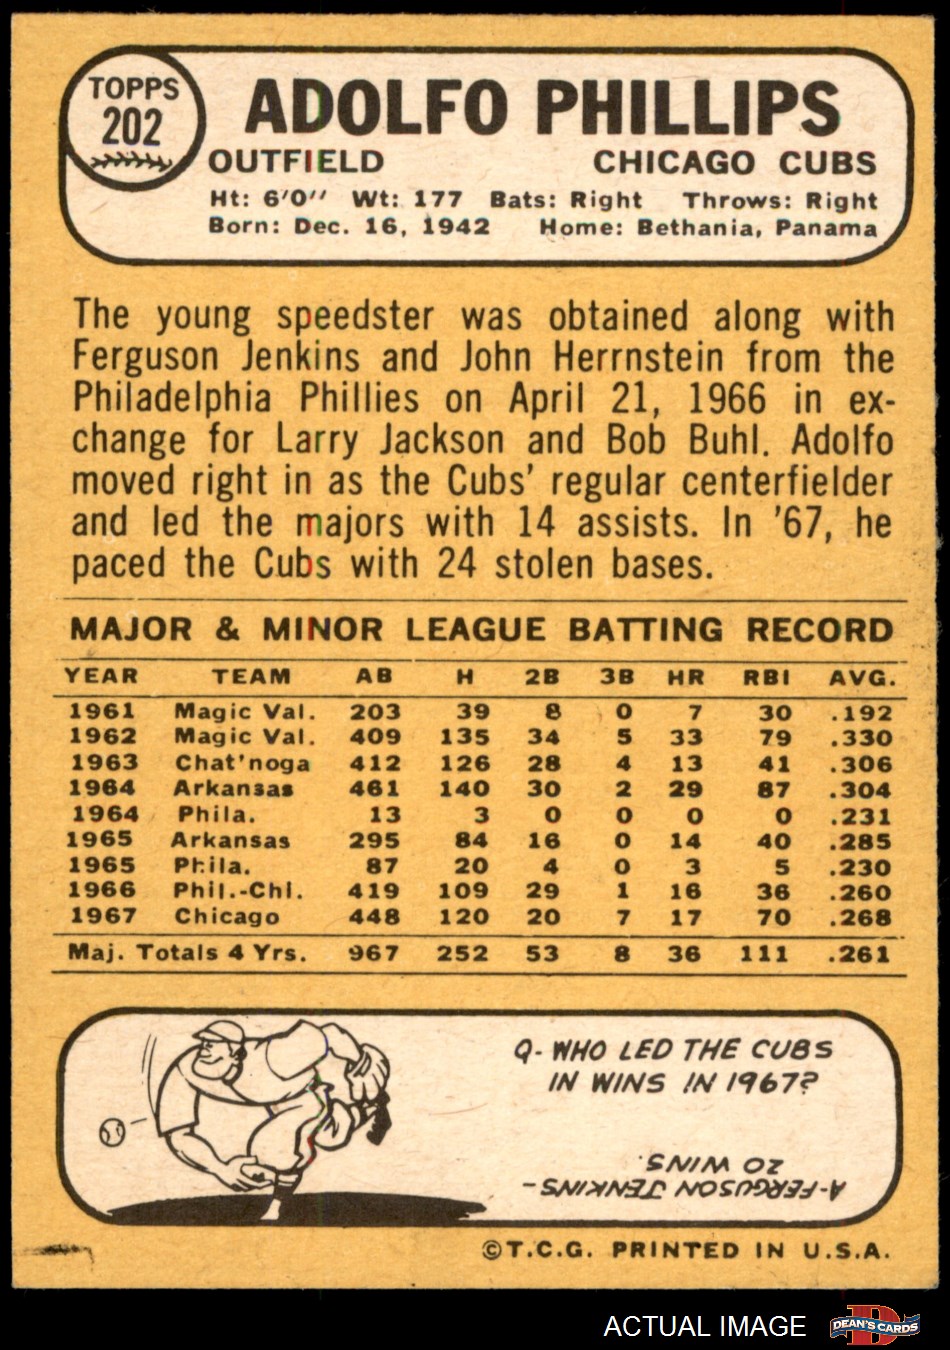 TOPPS
202
ADOLFO PHILLIPS
OUTFIELD CHICAGO CUBS
Ht: 6'0" Wt: 177 Bats: Right Throws: Right
Born: Dec. 16, 1942 Home: Bethania, Panama
The young speedster was obtained along with
Ferguson Jenkins and John Herrnstein from the
Philadelphia Phillies on April 21, 1966 in ex-
change for Larry Jackson and Bob Buhl. Adolfo
moved right in as the Cubs' regular centerfielder
and led the majors with 14 assists. In '67, he
paced the Cubs with 24 stolen bases.
MAJOR & MINOR LEAGUE BATTING RECORD
YEAR TEAM AB H 2B 3B HR RBI AVG.
1961 Magic Val. 203 39 8 0 7 30 .192
1962 Magic Val. 409 135 34 5 33 79 .330
1963 Chat'noga 412 126 28 4 13 41 .306
1964 Arkansas 461 140 30 2 29 87 .304
1964 Phila. 13 3 0 0 0 0 .231
1965 Arkansas 295 84 16 0 14 40 .285
1965 Phila. 87 20 4 0 3 5 .230
1966 Phil.-Chi. 419 109 29 1 16 36 .260
1967 Chicago 448 120 20 7 17 70 .268
Maj. Totals 4 Yrs. 967 252 53 8 36 111 .261
Q- WHO LED THE CUBS
IN WINS IN 1967?
A-FERGUSON JENKINS -
20 WINS.
©T.C.G. PRINTED IN U.S.A.
ACTUAL IMAGE
D
DEAN'S CARDS